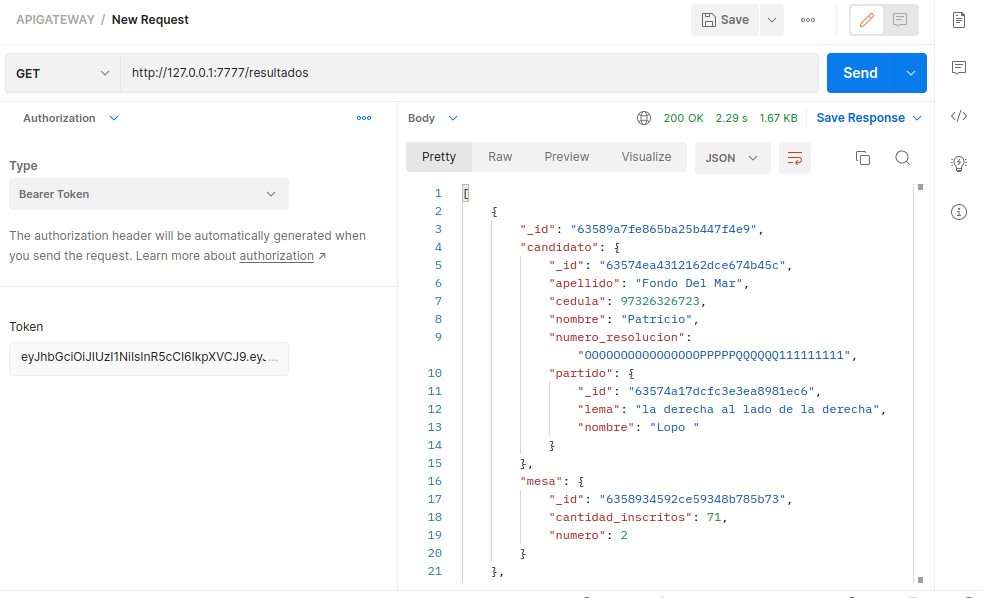 APIGATEWAY / New Request
Save
GET
http://127.0.0.1:7777/resultados
Send
Authorization
Body
200 OK 2.29 s 1.67 KB Save Response
Pretty Raw Preview Visualize JSON
Type
Bearer Token
The authorization header will be automatically generated when
you send the request. Learn more about authorization ↗
Token
eyJhbGciOiJIUzI1NiIsInR5cCI6IkpXVCJ9.eyJ...
1 [
2 {
3 "_id": "63589a7fe865ba25b447f4e9",
4 "candidato": {
5 "_id": "63574ea4312162dce674b45c",
6 "apellido": "Fondo Del Mar",
7 "cedula": 97326326723,
8 "nombre": "Patricio",
9 "numero_resolucion":
"OOOOOOOOOOOOOOOOPPPPPQQQQQQ111111111",
10 "partido": {
11 "_id": "63574a17dcfc3e3ea8981ec6",
12 "lema": "la derecha al lado de la derecha",
13 "nombre": "Lopo "
14 }
15 },
16 "mesa": {
17 "_id": "6358934592ce59348b785b73",
18 "cantidad_inscritos": 71,
19 "numero": 2
20 }
21 },